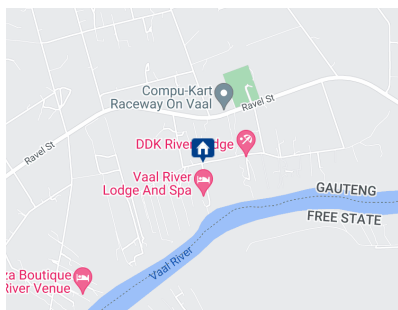 Compu-Kart
Raceway On Vaal
Ravel St
Ravel St
DDK River Lodge
Vaal River
Lodge And Spa
GAUTENG
FREE STATE
Vaal River
za Boutique
River Venue